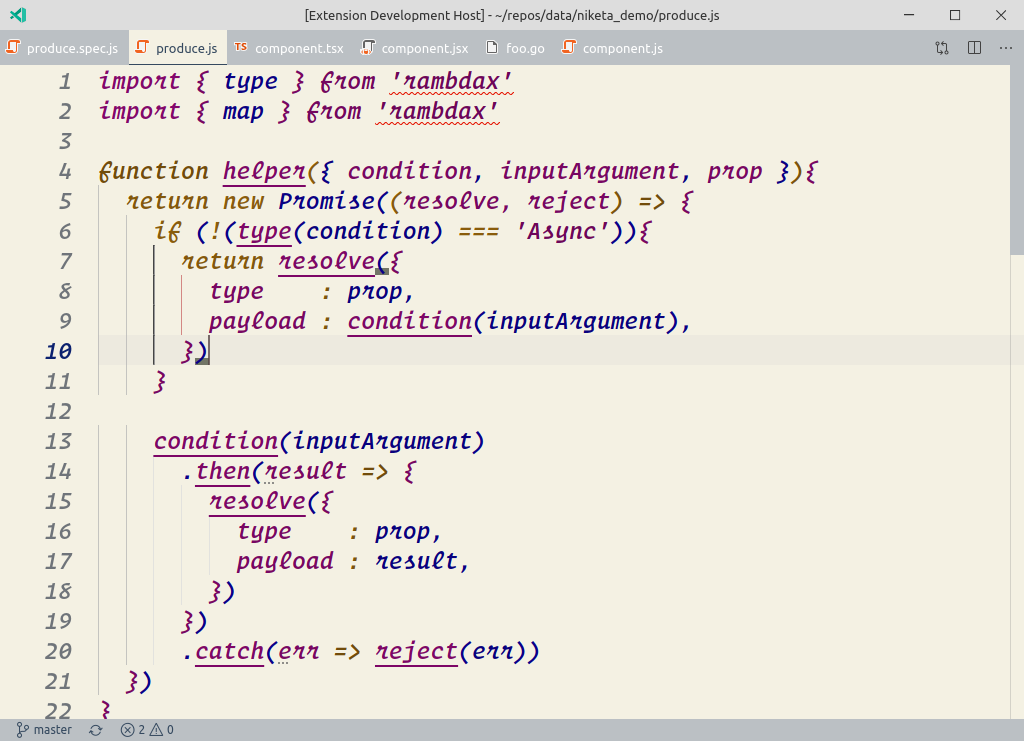 [Extension Development Host] - ~/repos/data/niketa_demo/produce.js
produce.spec.js produce.js TS component.tsx component.jsx foo.go component.js
1 import { type } from 'rambdax'
2 import { map } from 'rambdax'
3
4 function helper({ condition, inputArgument, prop }){
5 return new Promise((resolve, reject) => {
6 if (!(type(condition) === 'Async')){
7 return resolve({
8 type : prop,
9 payload : condition(inputArgument),
10 })
11 }
12
13 condition(inputArgument)
14 .then(result => {
15 resolve({
16 type : prop,
17 payload : result,
18 })
19 })
20 .catch(err => reject(err))
21 })
22 }
master 2 0